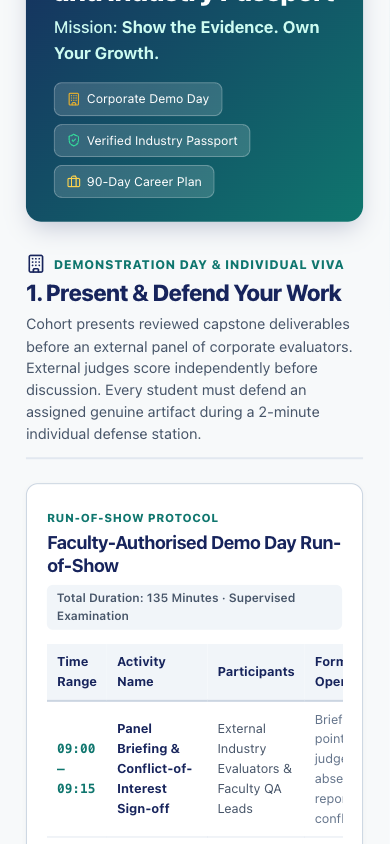 Mission: Show the Evidence. Own
Your Growth.
Corporate Demo Day
Verified Industry Passport
90-Day Career Plan
DEMONSTRATION DAY & INDIVIDUAL VIVA
1. Present & Defend Your Work
Cohort presents reviewed capstone deliverables
before an external panel of corporate evaluators.
External judges score independently before
discussion. Every student must defend an
assigned genuine artifact during a 2-minute
individual defense station.
RUN-OF-SHOW PROTOCOL
Faculty-Authorised Demo Day Run-
of-Show
Total Duration: 135 Minutes · Supervised
Examination
Time
Range
Activity
Name
Participants
09:00
–
09:15
Panel
Briefing &
Conflict-of-
Interest
Sign-off
External
Industry
Evaluators &
Faculty QA
Leads
Brief
point